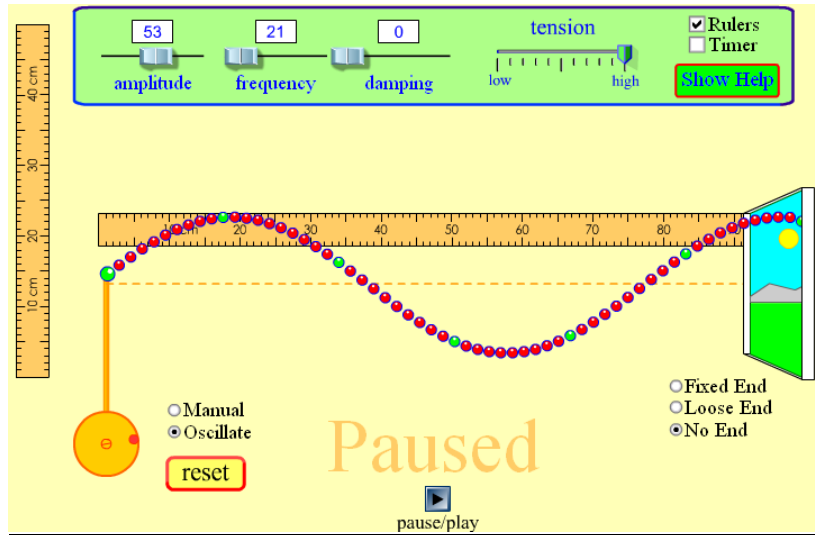 53
21
0
tension
Rulers
Timer
amplitude
frequency
damping
low
high
Show Help
10 cm 20 30 40
cm 20 30 40 50 60 70 80
Manual
Oscillate
reset
Paused
Fixed End
Loose End
No End
pause/play